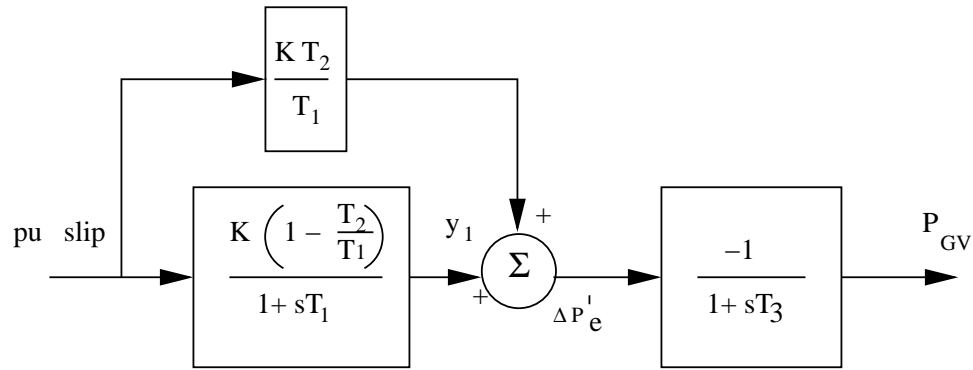 K T2
T1
+
pu slip
K ( 1 – T2
T1 )
1 + sT1
y1
Σ
+
ΔP'e
–1
1 + sT3
PGV